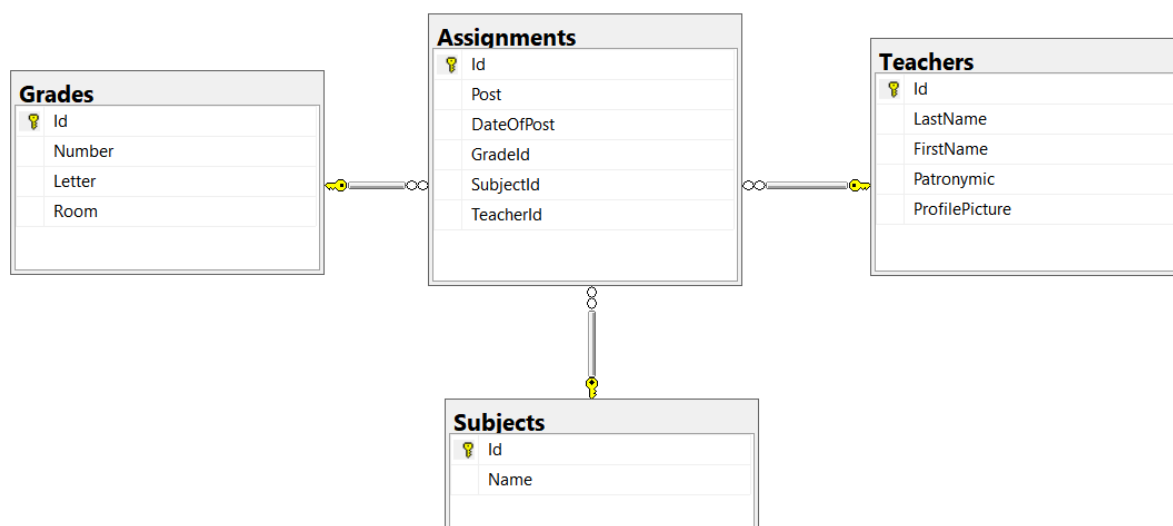 Grades
Id
Number
Letter
Room
Assignments
Id
Post
DateOfPost
GradeId
SubjectId
TeacherId
Teachers
Id
LastName
FirstName
Patronymic
ProfilePicture
Subjects
Id
Name